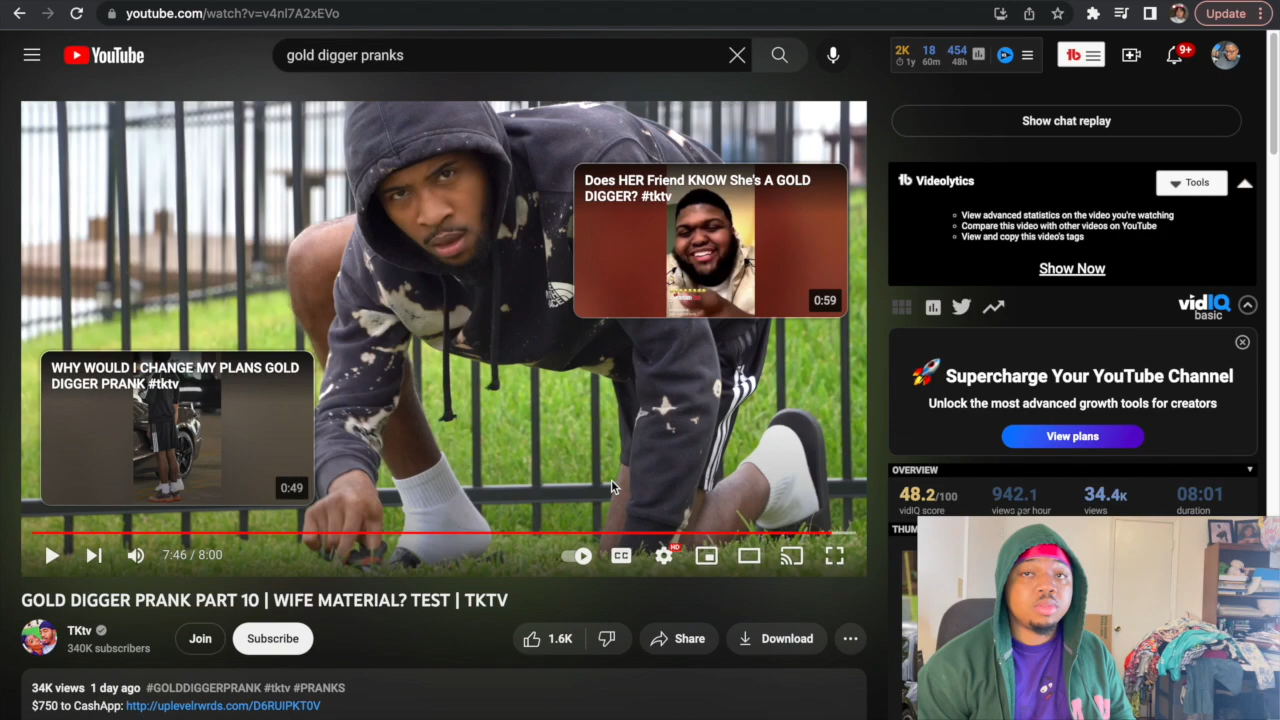 youtube.com/watch?v=v4nl7A2xEVo
Update
YouTube
gold digger pranks
2K 18 454
1y 60m 48h
9+
Show chat replay
Does HER Friend KNOW She's A GOLD
DIGGER? #tktv
0:59
WHY WOULD I CHANGE MY PLANS GOLD
DIGGER PRANK #tktv
0:49
7:46 / 8:00
CC
HD
GOLD DIGGER PRANK PART 10 | WIFE MATERIAL? TEST | TKTV
TKtv
340K subscribers
Join
Subscribe
1.6K
Share
Download
34K views 1 day ago #GOLDDIGGERPRANK #tktv #PRANKS
$750 to CashApp: http://uplevelrwrds.com/D6RUIPKT0V
tb Videolytics
Tools
View advanced statistics on the video you're watching
Compare this video with other videos on YouTube
View and copy this video's tags
Show Now
vidIQ
basic
Supercharge Your YouTube Channel
Unlock the most advanced growth tools for creators
View plans
OVERVIEW
48.2/100 942.1 34.4K 08:01
vidIQ score views per hour views duration
THUM